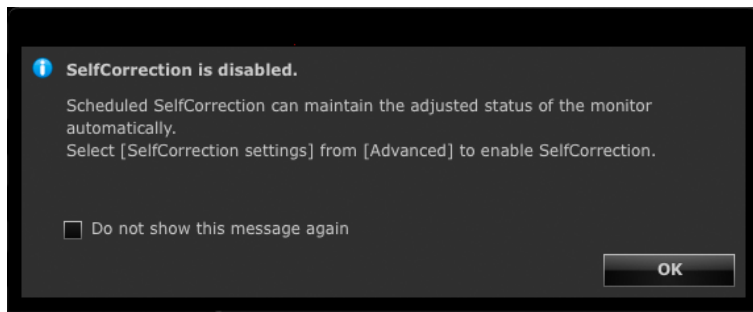 SelfCorrection is disabled.
Scheduled SelfCorrection can maintain the adjusted status of the monitor
automatically.
Select [SelfCorrection settings] from [Advanced] to enable SelfCorrection.
Do not show this message again
OK